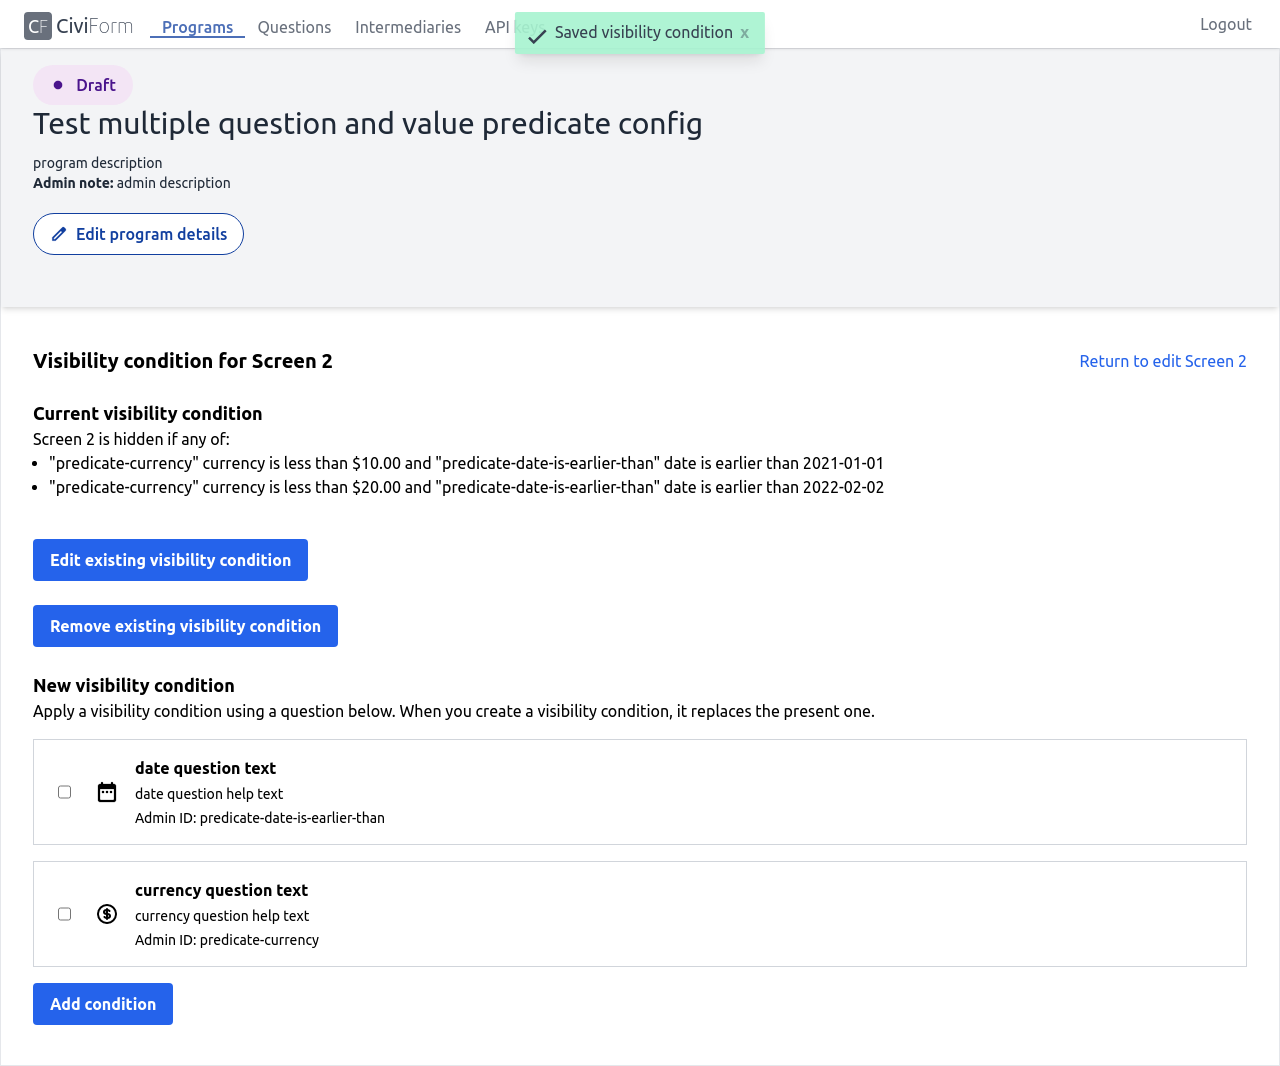 CF CiviForm Programs Questions Intermediaries API keys Logout
Saved visibility condition x
Draft
Test multiple question and value predicate config
program description
Admin note: admin description
Edit program details
Visibility condition for Screen 2
Return to edit Screen 2
Current visibility condition
Screen 2 is hidden if any of:
• "predicate-currency" currency is less than $10.00 and "predicate-date-is-earlier-than" date is earlier than 2021-01-01
• "predicate-currency" currency is less than $20.00 and "predicate-date-is-earlier-than" date is earlier than 2022-02-02
Edit existing visibility condition
Remove existing visibility condition
New visibility condition
Apply a visibility condition using a question below. When you create a visibility condition, it replaces the present one.
date question text
date question help text
Admin ID: predicate-date-is-earlier-than
currency question text
currency question help text
Admin ID: predicate-currency
Add condition